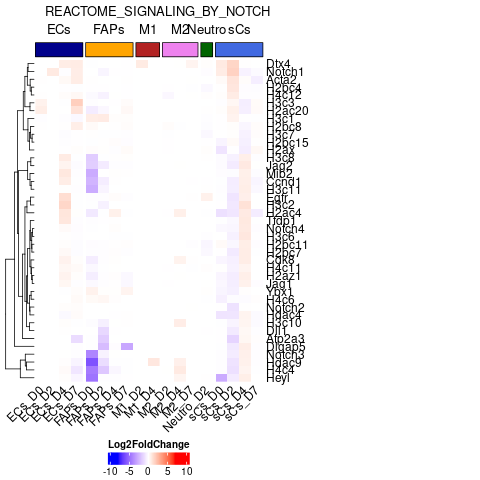 REACTOME_SIGNALING_BY_NOTCH
ECs FAPs M1 M2 Neutro sCs
Dtx4
Notch1
Acta2
H2bc4
H4c12
H3c3
H2ac20
H3c1
H2bc8
H3c7
H2bc15
H2ax
H3c8
Jag2
Mib2
Ccnd1
H3c11
Egfr
H3c2
H2ac4
Tfdp1
Notch4
H3c6
H2bc11
H2bc7
Cdk8
H4c11
H2az1
Jag1
Ybx1
H4c6
Notch2
Hdac4
H3c10
Dll1
Atp2a3
Dlgap5
Notch3
Hdac9
H4c4
Heyl
ECs_D0
ECs_D2
ECs_D4
ECs_D7
FAPs_D0
FAPs_D2
FAPs_D4
FAPs_D7
M1_D2
M1_D4
M2_D2
M2_D4
M2_D7
Neutro_D2
sCs_D0
sCs_D2
sCs_D4
sCs_D7
Log2FoldChange
-10 -5 0 5 10